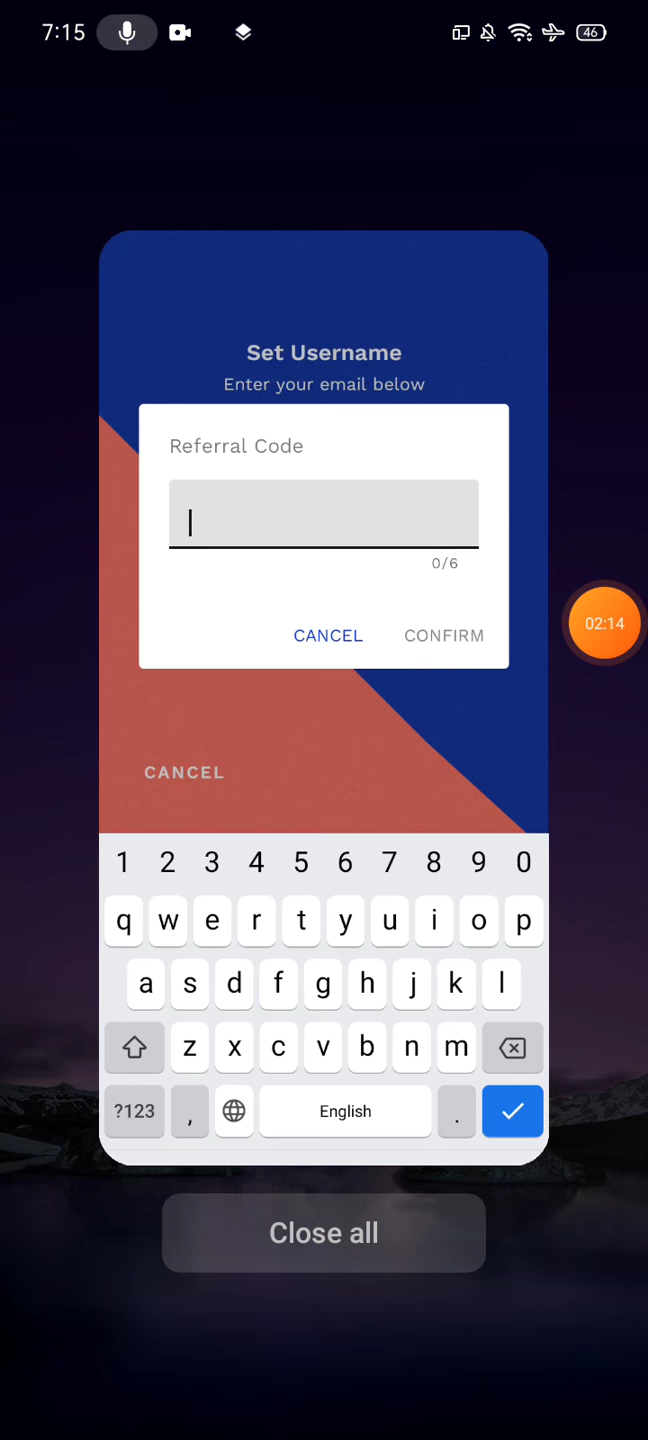 7:15
46
Set Username
Enter your email below
Referral Code
0/6
CANCEL CONFIRM
02:14
CANCEL
1 2 3 4 5 6 7 8 9 0
q w e r t y u i o p
a s d f g h j k l
z x c v b n m
?123 , English .
Close all